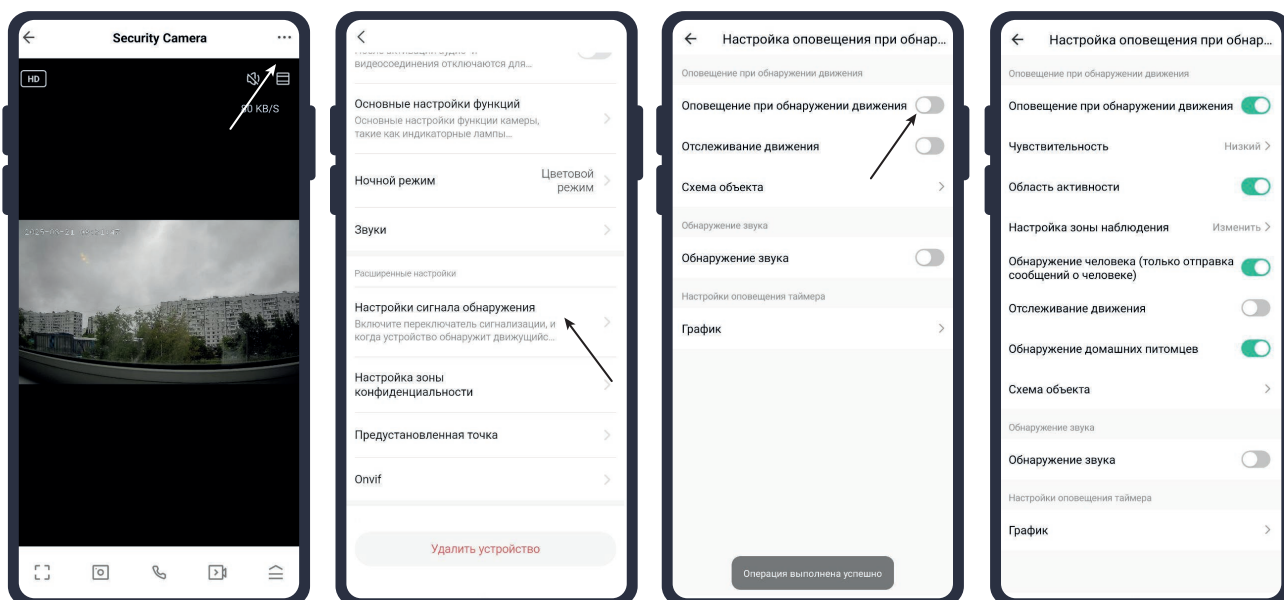 Security Camera
HD
90 KB/S
видеосоединения отключаются для...
Основные настройки функций
Основные настройки функции камеры,
такие как индикаторные лампы...
Ночной режим
Цветовой
режим
Звуки
Расширенные настройки
Настройки сигнала обнаружения
Включите переключатель сигнализации, и
когда устройство обнаружит движущийс...
Настройка зоны
конфиденциальности
Предустановленная точка
Onvif
Удалить устройство
Настройка оповещения при обнар...
Оповещение при обнаружении движения
Оповещение при обнаружении движения
Отслеживание движения
Схема объекта
Обнаружение звука
Обнаружение звука
Настройки оповещения таймера
График
Операция выполнена успешно
Настройка оповещения при обнар...
Оповещение при обнаружении движения
Оповещение при обнаружении движения
Чувствительность
Низкий
Область активности
Настройка зоны наблюдения
Изменить
Обнаружение человека (только отправка
сообщений о человеке)
Отслеживание движения
Обнаружение домашних питомцев
Схема объекта
Обнаружение звука
Обнаружение звука
Настройки оповещения таймера
График